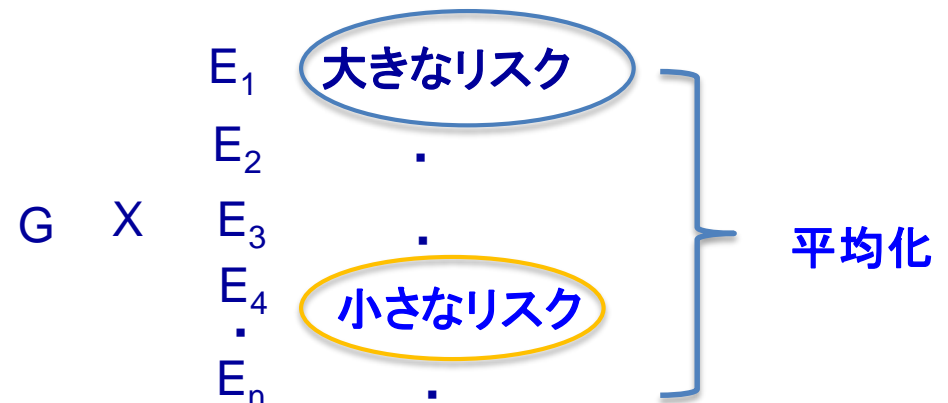 E₁ 大きなリスク
E₂ .
G X E₃ .
平均化
E₄ 小さなリスク
.
Eₙ .